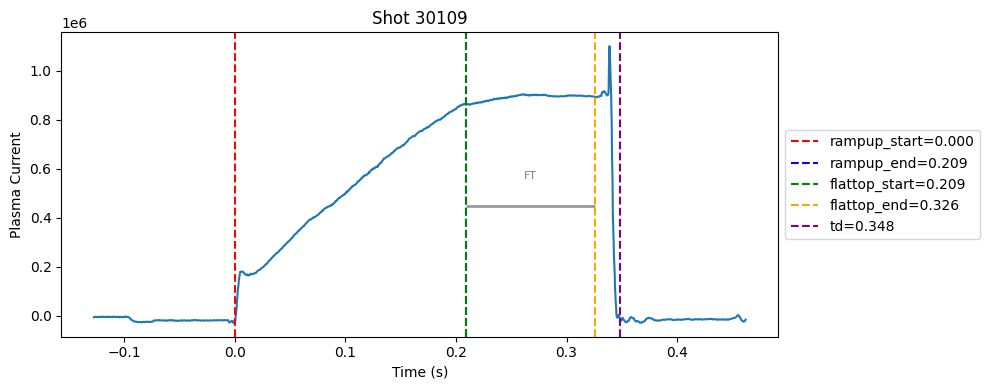 Shot 30109
1e6
Plasma Current
1.0
0.8
0.6
0.4
0.2
0.0
FT
−0.1
0.0
0.1
0.2
0.3
0.4
Time (s)
rampup_start=0.000
rampup_end=0.209
flattop_start=0.209
flattop_end=0.326
td=0.348